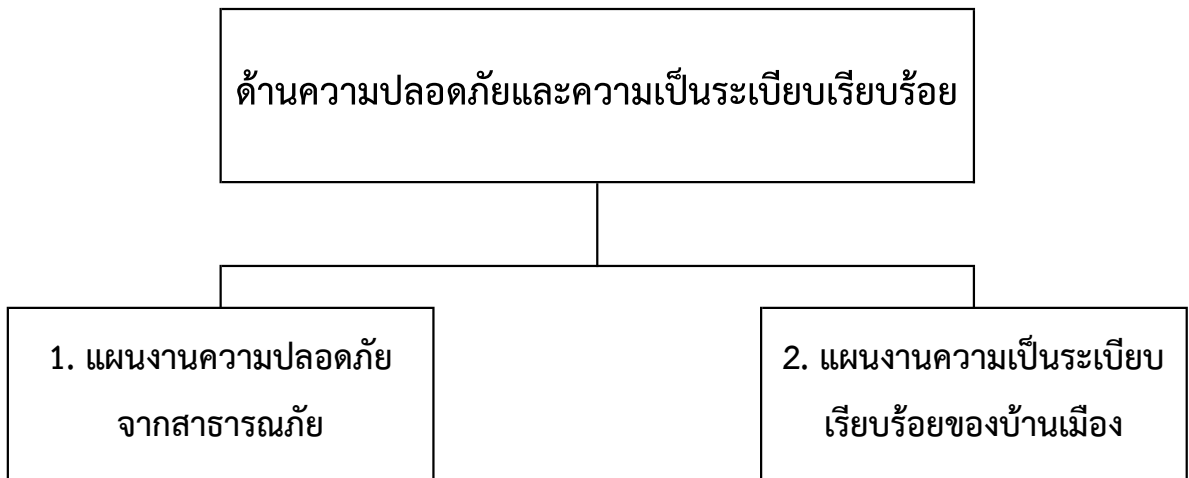 ด้านความปลอดภัยและความเป็นระเบียบเรียบร้อย
1. แผนงานความปลอดภัย
จากสาธารณภัย
2. แผนงานความเป็นระเบียบ
เรียบร้อยของบ้านเมือง